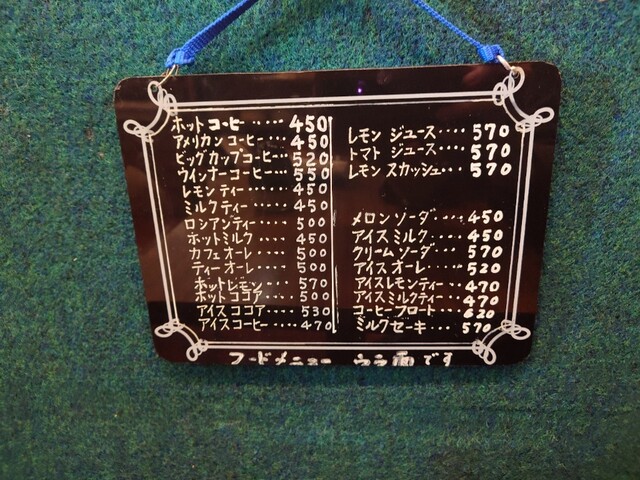 ホット コーヒー ‥‥ 450
アメリカン コーヒー ‥‥ 450
ビッグ カップ コーヒー ‥‥ 520
ウインナー コーヒー ‥‥ 550
レモン ティー ‥‥ 450
ミルク ティー ‥‥ 450
ロシアン ティー ‥‥ 500
ホット ミルク ‥‥ 450
カフェ オーレ ‥‥ 500
ティー オーレ ‥‥ 500
ホット レモン ‥‥ 570
ホット ココア ‥‥ 500
アイス ココア ‥‥ 530
アイス コーヒー ‥‥ 470
レモン ジュース ‥‥ 570
トマト ジュース ‥‥ 570
レモン スカッシュ ‥‥ 570
メロン ソーダ ‥‥ 450
アイス ミルク ‥‥ 450
クリーム ソーダ ‥‥ 570
アイス オーレ ‥‥ 520
アイス レモンティー ‥‥ 470
アイス ミルクティー ‥‥ 470
コーヒー フロート ‥‥ 620
ミルクセーキ ‥‥ 570
フードメニュー ウラ面です